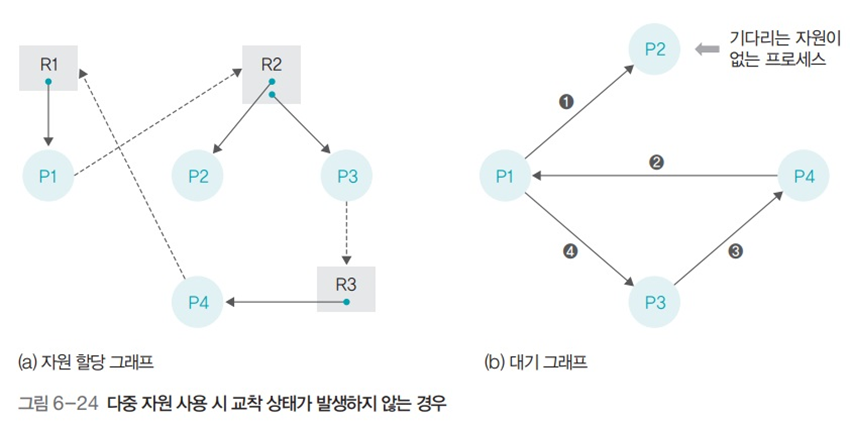 P2
기다리는 자원이
없는 프로세스
R1
R2
❶
P1
P2
P3
P1
❷
P4
❹
❸
P4
R3
P3
(a) 자원 할당 그래프
(b) 대기 그래프
그림 6-24 다중 자원 사용 시 교착 상태가 발생하지 않는 경우